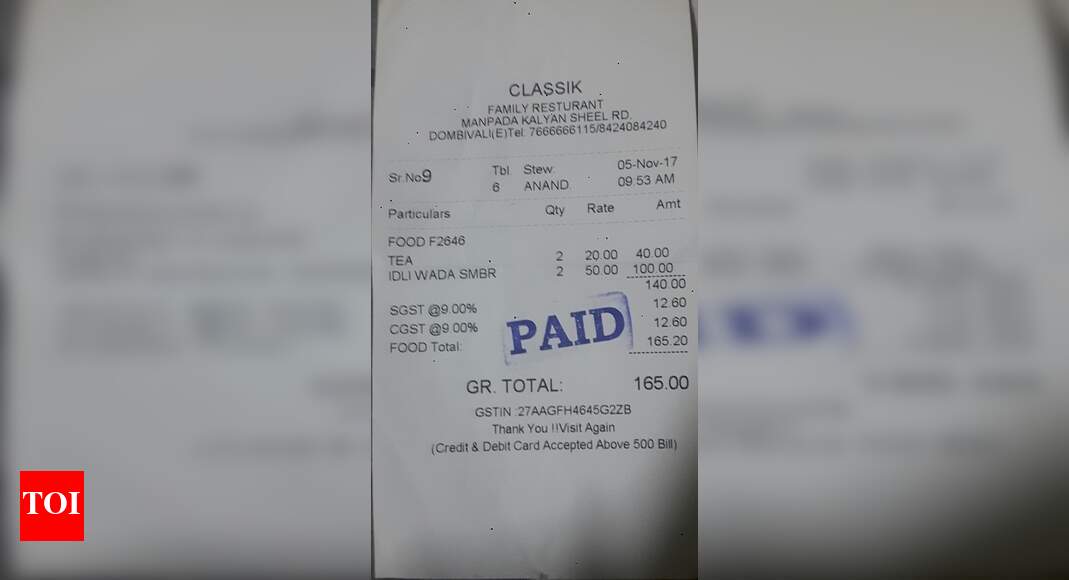 CLASSIK
FAMILY RESTURANT
MANPADA KALYAN SHEEL RD.
DOMBIVALI(E)Tel: 7666666115/8424084240
Sr.No9 Tbl Stew: 05-Nov-17
6 ANAND 09:53 AM
Particulars Qty Rate Amt
FOOD F2646
TEA 2 20.00 40.00
IDLI WADA SMBR 2 50.00 100.00
140.00
SGST @9.00% 12.60
CGST @9.00% 12.60
FOOD Total: 165.20
PAID
GR. TOTAL: 165.00
GSTIN :27AAGFH4645G2ZB
Thank You !!Visit Again
(Credit & Debit Card Accepted Above 500 Bill)
TOI